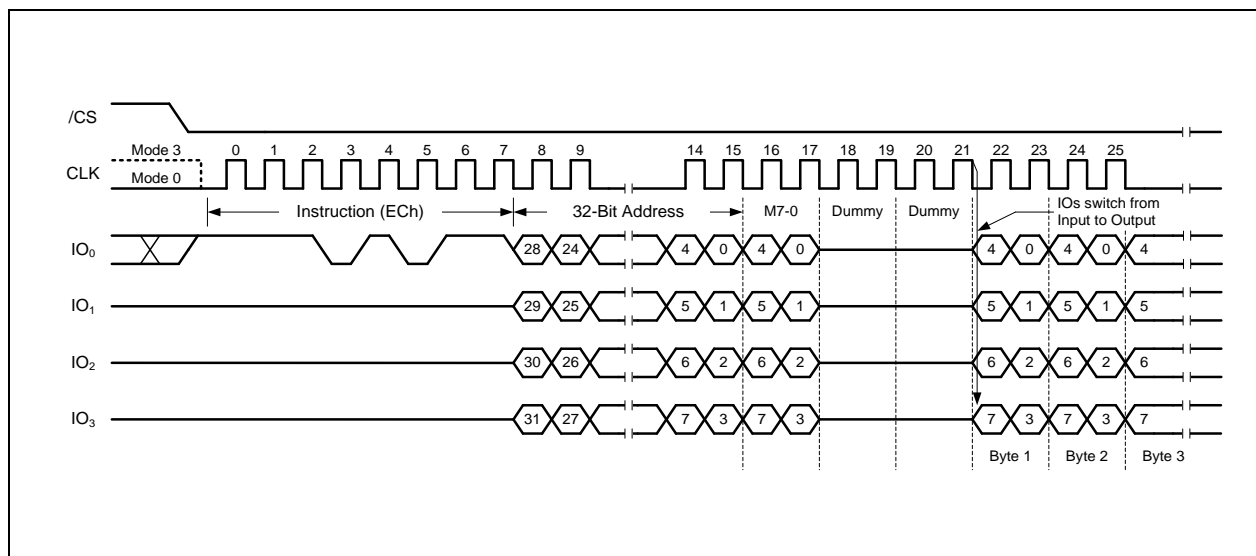 /CS
Mode 3 0 1 2 3 4 5 6 7 8 9 14 15 16 17 18 19 20 21 22 23 24 25
CLK
Mode 0
Instruction (ECh) 32-Bit Address M7-0 Dummy Dummy
IOs switch from
Input to Output
IO0 28 24 4 0 4 0 4 0 4 0 4
IO1 29 25 5 1 5 1 5 1 5 1 5
IO2 30 26 6 2 6 2 6 2 6 2 6
IO3 31 27 7 3 7 3 7 3 7 3 7
Byte 1 Byte 2 Byte 3